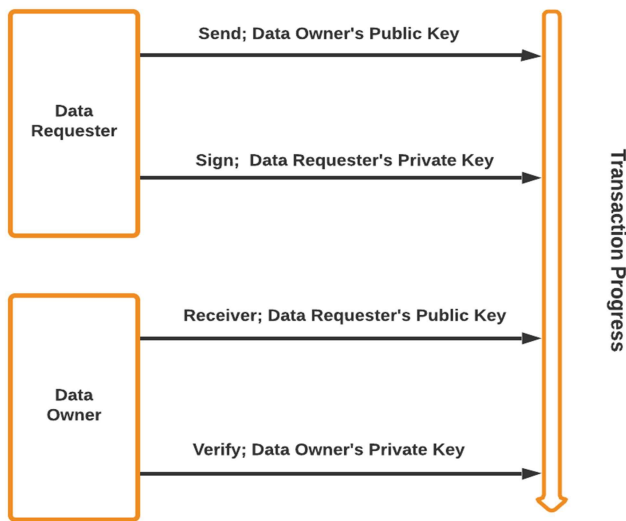 Send; Data Owner's Public Key
Data
Requester
Sign; Data Requester's Private Key
Receiver; Data Requester's Public Key
Data
Owner
Verify; Data Owner's Private Key
Transaction Progress